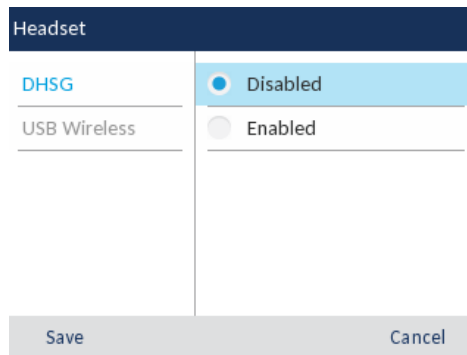 Headset
DHSG
Disabled
USB Wireless
Enabled
Save
Cancel